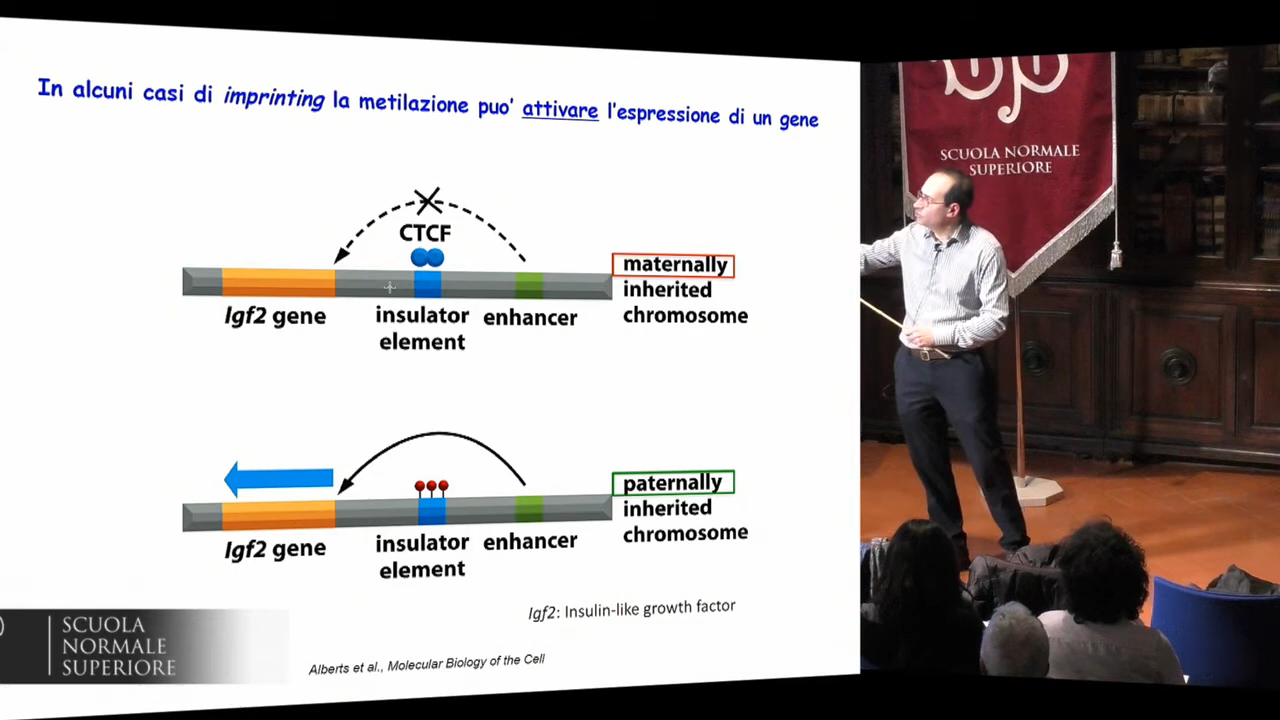 In alcuni casi di imprinting la metilazione puo' attivare l'espressione di un gene
CTCF
maternally
inherited
chromosome
Igf2 gene
insulator
element
enhancer
paternally
inherited
chromosome
Igf2 gene
insulator
element
enhancer
Igf2: Insulin-like growth factor
Alberts et al., Molecular Biology of the Cell
SCUOLA
NORMALE
SUPERIORE
SCUOLA NORMALE
SUPERIORE